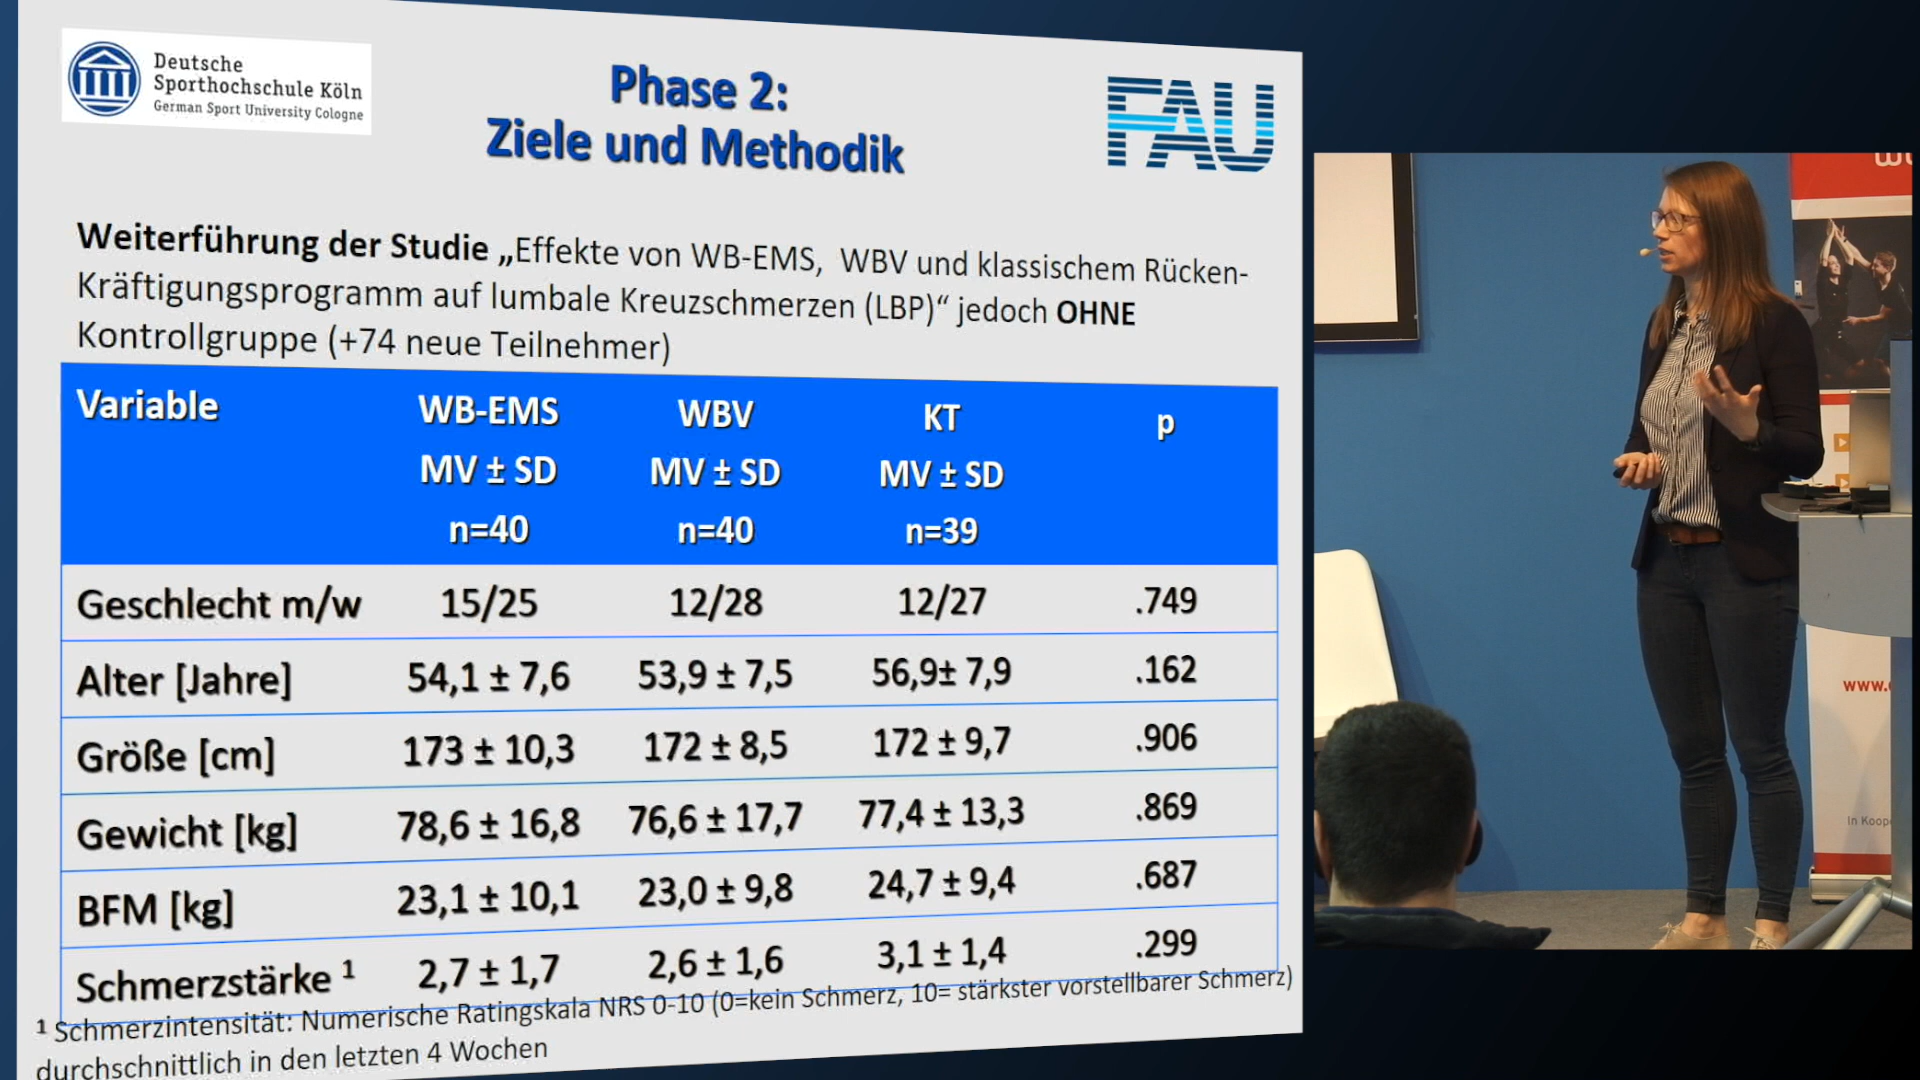 Deutsche
Sporthochschule Köln
German Sport University Cologne
Phase 2:
Ziele und Methodik
FAU
Weiterführung der Studie „Effekte von WB-EMS, WBV und klassischem Rücken-
Kräftigungsprogramm auf lumbale Kreuzschmerzen (LBP)“ jedoch OHNE
Kontrollgruppe (+74 neue Teilnehmer)
Variable WB-EMS WBV KT p
MV ± SD MV ± SD MV ± SD
n=40 n=40 n=39
Geschlecht m/w 15/25 12/28 12/27 .749
Alter [Jahre] 54,1 ± 7,6 53,9 ± 7,5 56,9± 7,9 .162
Größe [cm] 173 ± 10,3 172 ± 8,5 172 ± 9,7 .906
Gewicht [kg] 78,6 ± 16,8 76,6 ± 17,7 77,4 ± 13,3 .869
BFM [kg] 23,1 ± 10,1 23,0 ± 9,8 24,7 ± 9,4 .687
Schmerzstärke ¹ 2,7 ± 1,7 2,6 ± 1,6 3,1 ± 1,4 .299
¹ Schmerzintensität: Numerische Ratingskala NRS 0-10 (0=kein Schmerz, 10= stärkster vorstellbarer Schmerz)
durchschnittlich in den letzten 4 Wochen
www.
In Koop